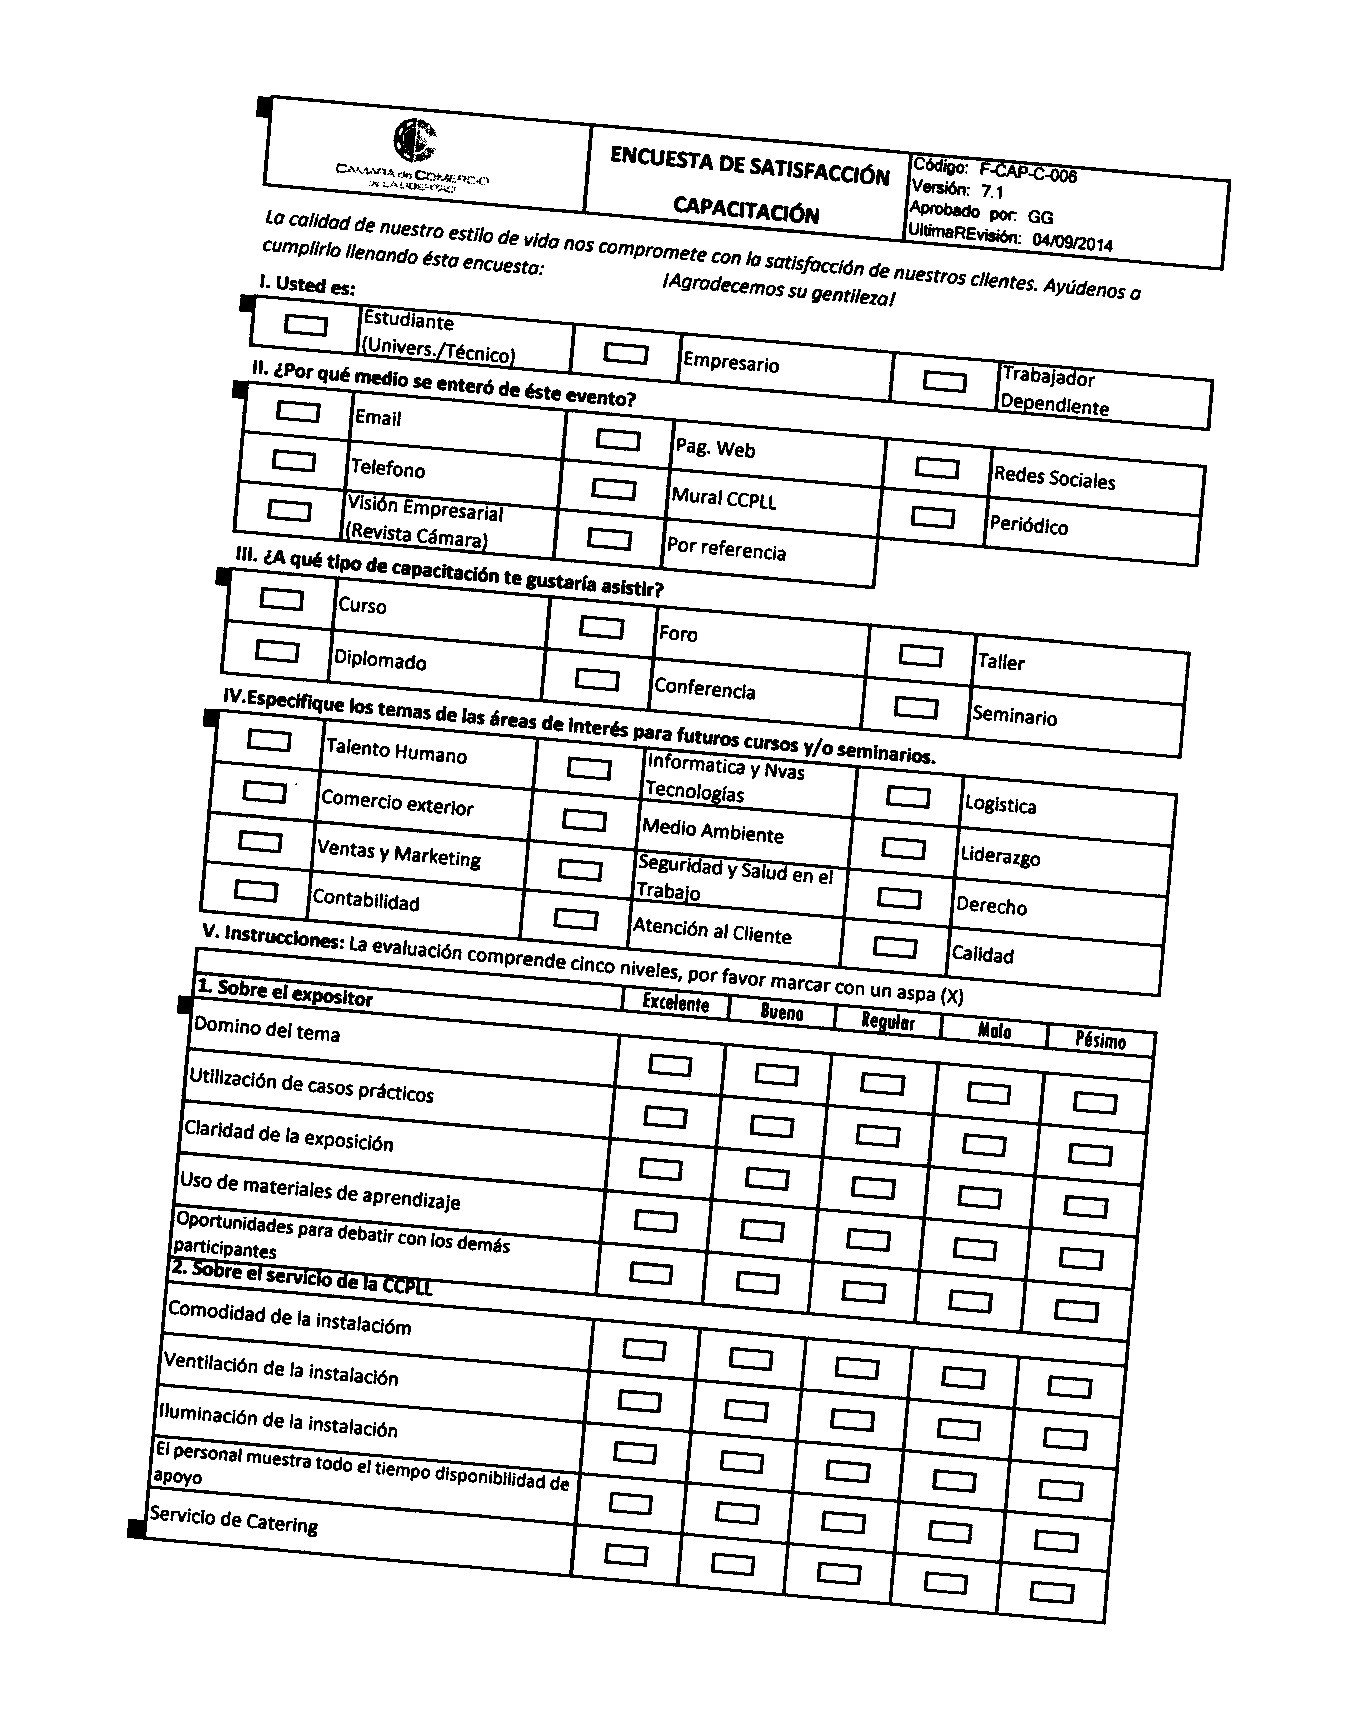 CAMARA de COMERCIO
DE LA LIBERTAD
ENCUESTA DE SATISFACCIÓN
CAPACITACIÓN
Código: F-CAP-C-006
Versión: 7.1
Aprobado por: GG
UltimaREvisión: 04/09/2014
La calidad de nuestro estilo de vida nos compromete con la satisfacción de nuestros clientes. Ayúdenos a
cumplirlo llenando ésta encuesta: ¡Agradecemos su gentileza!
I. Usted es:
Estudiante
(Univers./Técnico)
Empresario
Trabajador
Dependiente
II. ¿Por qué medio se enteró de éste evento?
Email
Pag. Web
Redes Sociales
Telefono
Mural CCPLL
Periódico
Visión Empresarial
(Revista Cámara)
Por referencia
III. ¿A qué tipo de capacitación te gustaría asistir?
Curso
Foro
Taller
Diplomado
Conferencia
Seminario
IV.Especifique los temas de las áreas de interés para futuros cursos y/o seminarios.
Talento Humano
Informatica y Nvas
Tecnologías
Logistica
Comercio exterior
Medio Ambiente
Liderazgo
Ventas y Marketing
Seguridad y Salud en el
Trabajo
Derecho
Contabilidad
Atención al Cliente
Calidad
V. Instrucciones: La evaluación comprende cinco niveles, por favor marcar con un aspa (X)
Excelente Bueno Regular Malo Pésimo
1. Sobre el expositor
Domino del tema
Utilización de casos prácticos
Claridad de la exposición
Uso de materiales de aprendizaje
Oportunidades para debatir con los demás
participantes
2. Sobre el servicio de la CCPLL
Comodidad de la instalacióm
Ventilación de la instalación
Iluminación de la instalación
El personal muestra todo el tiempo disponibilidad de
apoyo
Servicio de Catering